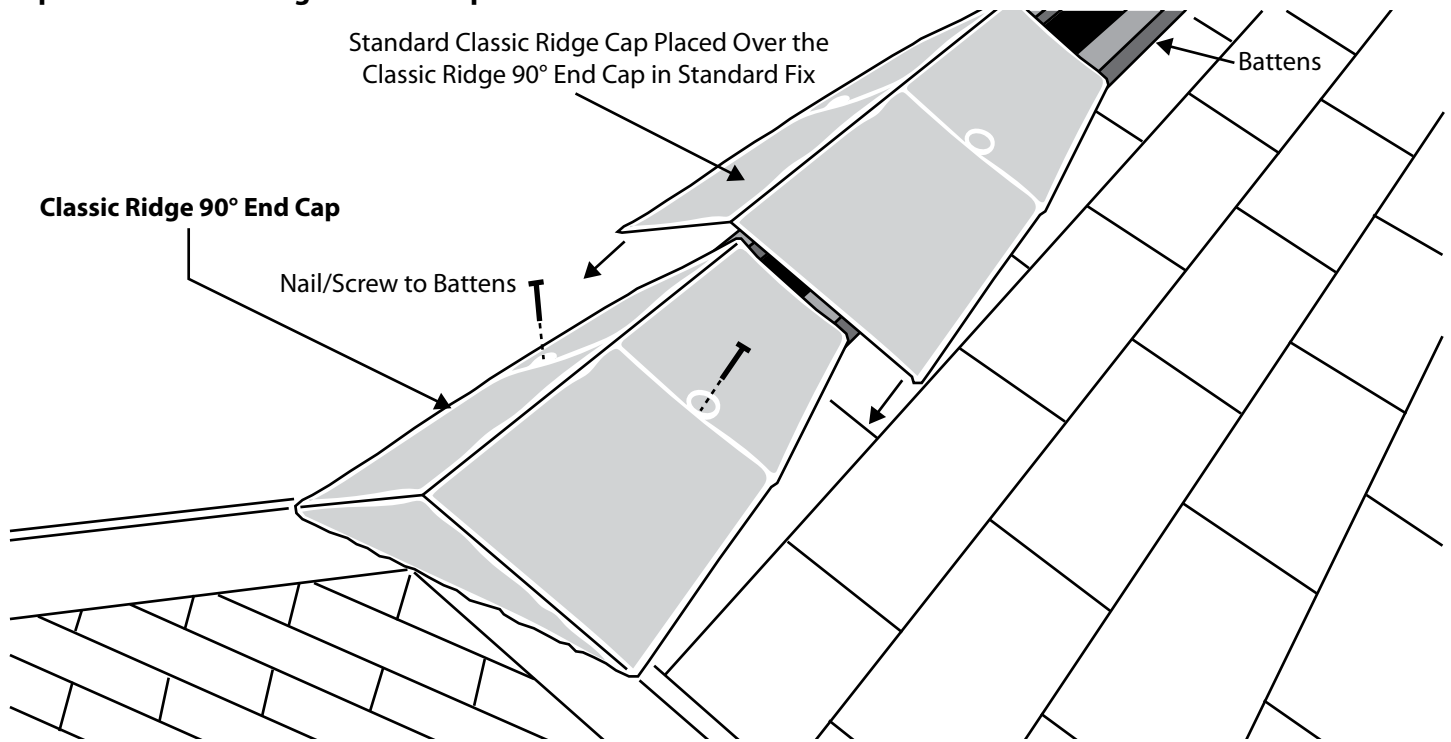 Standard Classic Ridge Cap Placed Over the
Classic Ridge 90° End Cap in Standard Fix
Battens
Classic Ridge 90° End Cap
Nail/Screw to Battens